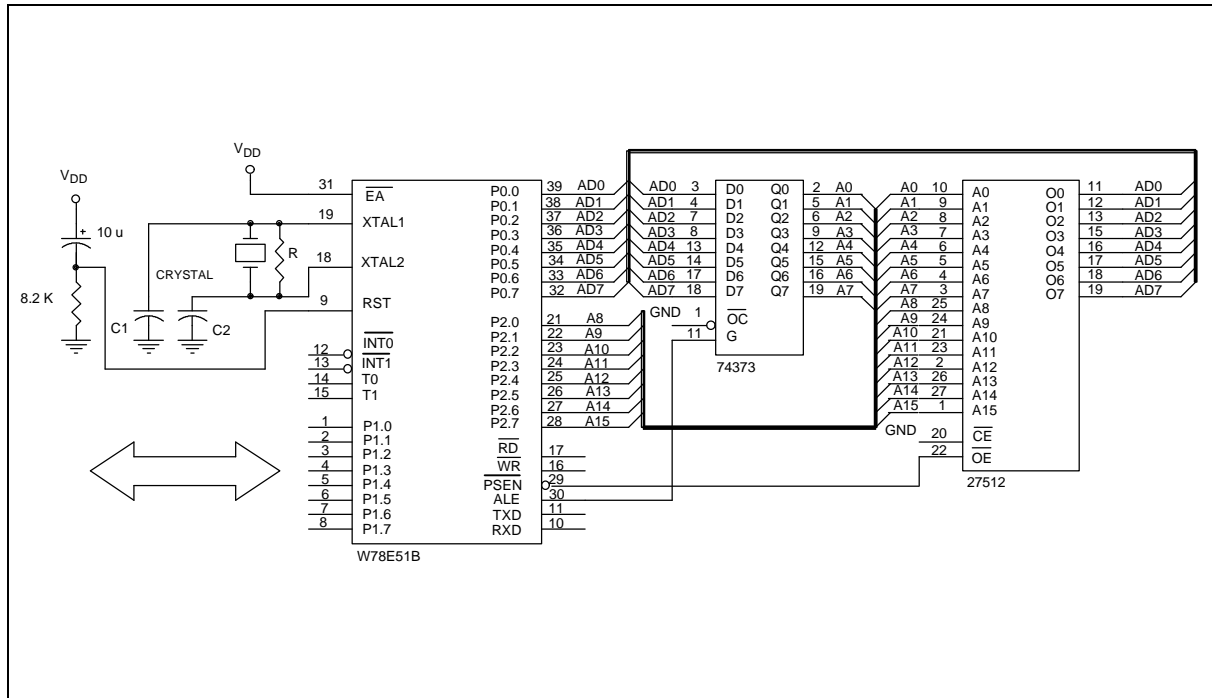 V_DD
V_DD
10 u
8.2 K
CRYSTAL
R
C1
C2
31 EA
19 XTAL1
18 XTAL2
9 RST
12 INT0
13 INT1
14 T0
15 T1
1 P1.0
2 P1.1
3 P1.2
4 P1.3
5 P1.4
6 P1.5
7 P1.6
8 P1.7
P0.0 39 AD0
P0.1 38 AD1
P0.2 37 AD2
P0.3 36 AD3
P0.4 35 AD4
P0.5 34 AD5
P0.6 33 AD6
P0.7 32 AD7
P2.0 21 A8
P2.1 22 A9
P2.2 23 A10
P2.3 24 A11
P2.4 25 A12
P2.5 26 A13
P2.6 27 A14
P2.7 28 A15
RD 17
WR 16
PSEN 29
ALE 30
TXD 11
RXD 10
W78E51B
AD0 3 D0 Q0 2 A0
AD1 4 D1 Q1 5 A1
AD2 7 D2 Q2 6 A2
AD3 8 D3 Q3 9 A3
AD4 13 D4 Q4 12 A4
AD5 14 D5 Q5 15 A5
AD6 17 D6 Q6 16 A6
AD7 18 D7 Q7 19 A7
GND 1 OC
11 G
74373
A0 10 A0 O0 11 AD0
A1 9 A1 O1 12 AD1
A2 8 A2 O2 13 AD2
A3 7 A3 O3 15 AD3
A4 6 A4 O4 16 AD4
A5 5 A5 O5 17 AD5
A6 4 A6 O6 18 AD6
A7 3 A7 O7 19 AD7
A8 25 A8
A9 24 A9
A10 21 A10
A11 23 A11
A12 2 A12
A13 26 A13
A14 27 A14
A15 1 A15
GND 20 CE
22 OE
27512